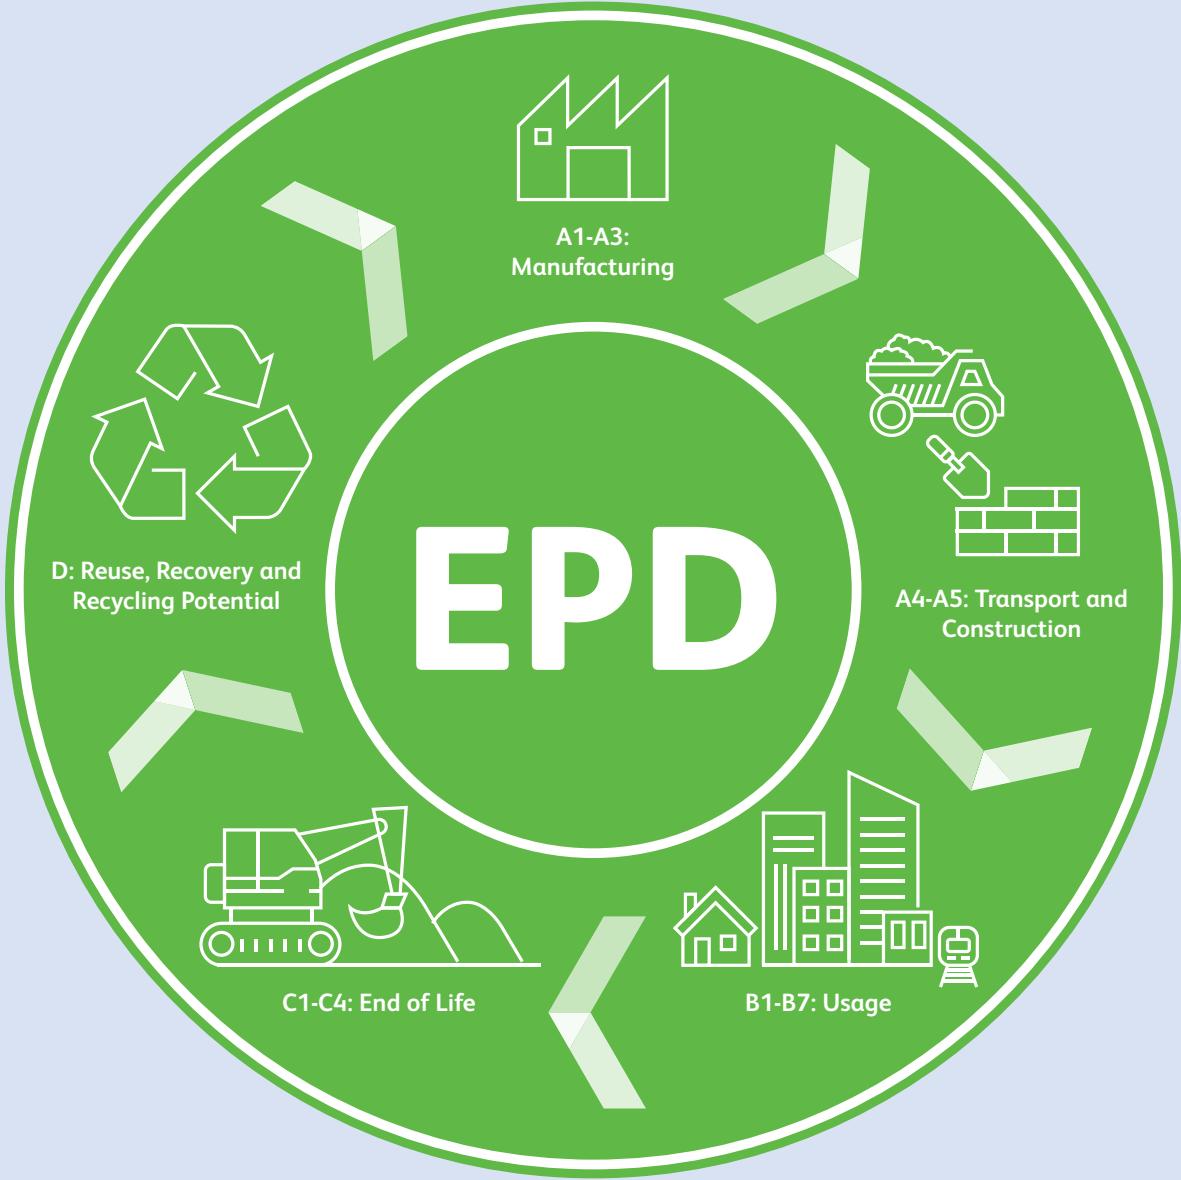 A1-A3:
Manufacturing
A4-A5: Transport and
Construction
B1-B7: Usage
C1-C4: End of Life
D: Reuse, Recovery and
Recycling Potential
EPD